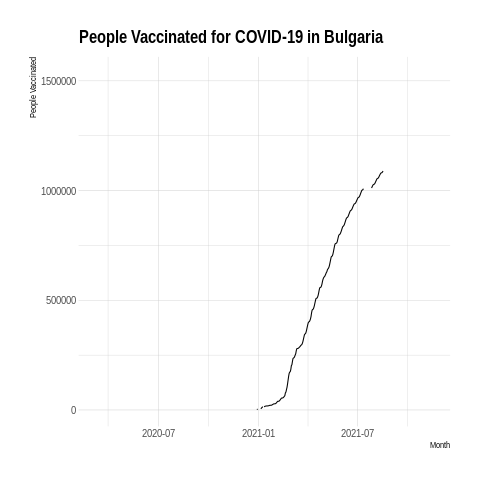 People Vaccinated for COVID-19 in Bulgaria
People Vaccinated
1500000
1000000
500000
0
2020-07 2021-01 2021-07
Month